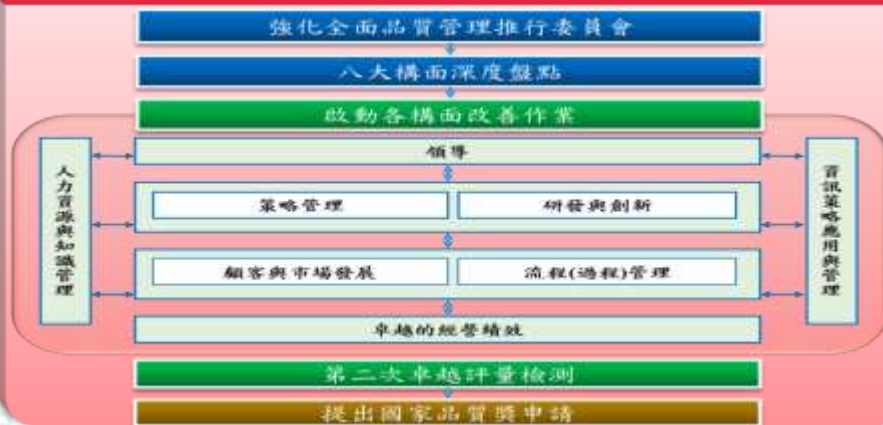 強化全面品質管理推行委員會
八大構面深度盤點
啟動各構面改善作業
領導
人力資源與知識管理
資訊策略應用與管理
策略管理
研發與創新
顧客與市場發展
流程(過程)管理
卓越的經營績效
第二次卓越評量檢測
提出國家品質獎申請